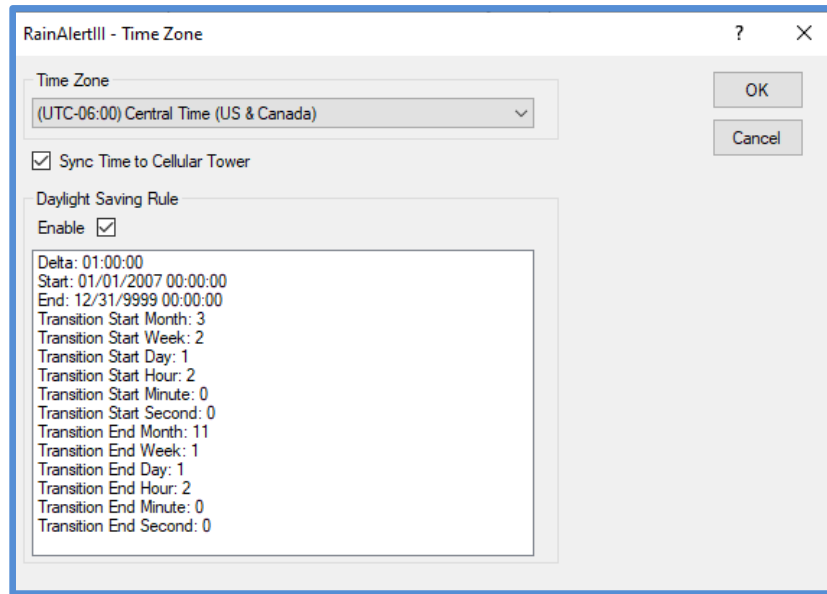 RainAlertIII - Time Zone
?
Time Zone
OK
(UTC-06:00) Central Time (US & Canada)
Cancel
Sync Time to Cellular Tower
Daylight Saving Rule
Enable
Delta: 01:00:00
Start: 01/01/2007 00:00:00
End: 12/31/9999 00:00:00
Transition Start Month: 3
Transition Start Week: 2
Transition Start Day: 1
Transition Start Hour: 2
Transition Start Minute: 0
Transition Start Second: 0
Transition End Month: 11
Transition End Week: 1
Transition End Day: 1
Transition End Hour: 2
Transition End Minute: 0
Transition End Second: 0